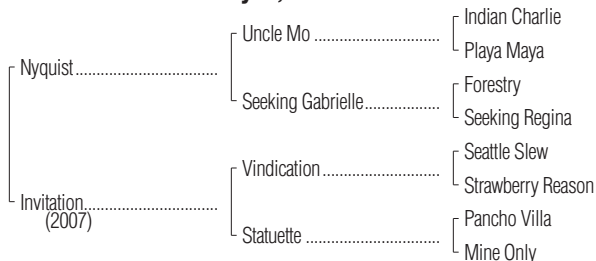 Indian Charlie
Uncle Mo
Playa Maya
Nyquist
Forestry
Seeking Gabrielle
Seeking Regina
Seattle Slew
Vindication
Strawberry Reason
Invitation
(2007)
Pancho Villa
Statuette
Mine Only